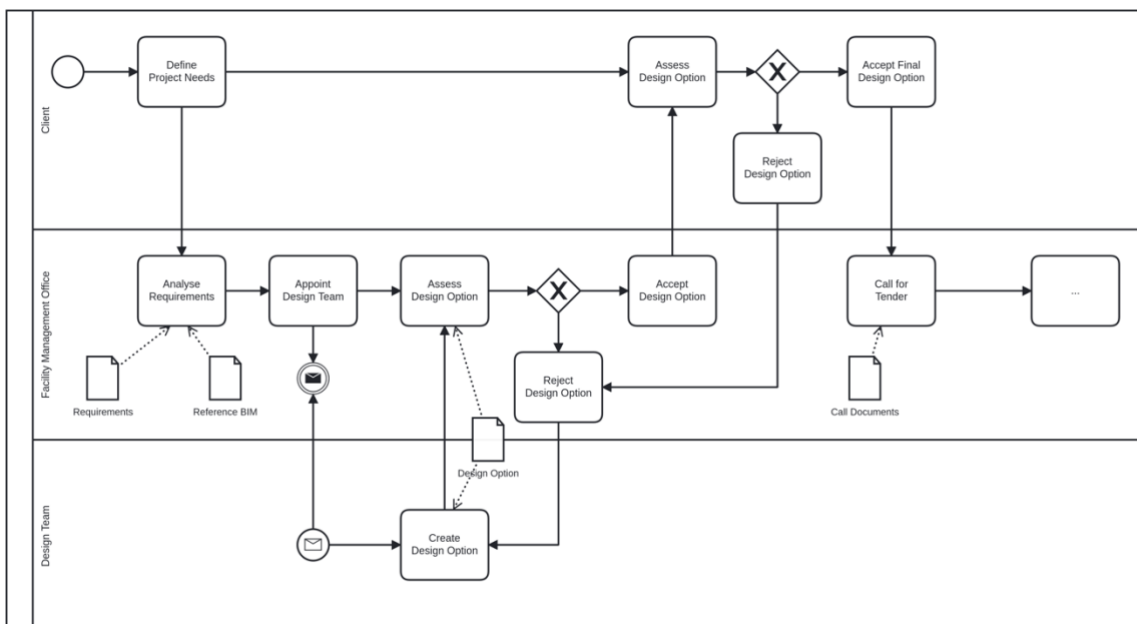 Client
Define
Project Needs
Assess
Design Option
X
Accept Final
Design Option
Reject
Design Option
Facility Management Office
Analyse
Requirements
Appoint
Design Team
Assess
Design Option
X
Accept
Design Option
Call for
Tender
...
Reject
Design Option
Requirements
Reference BIM
Call Documents
Design Option
Design Team
Create
Design Option